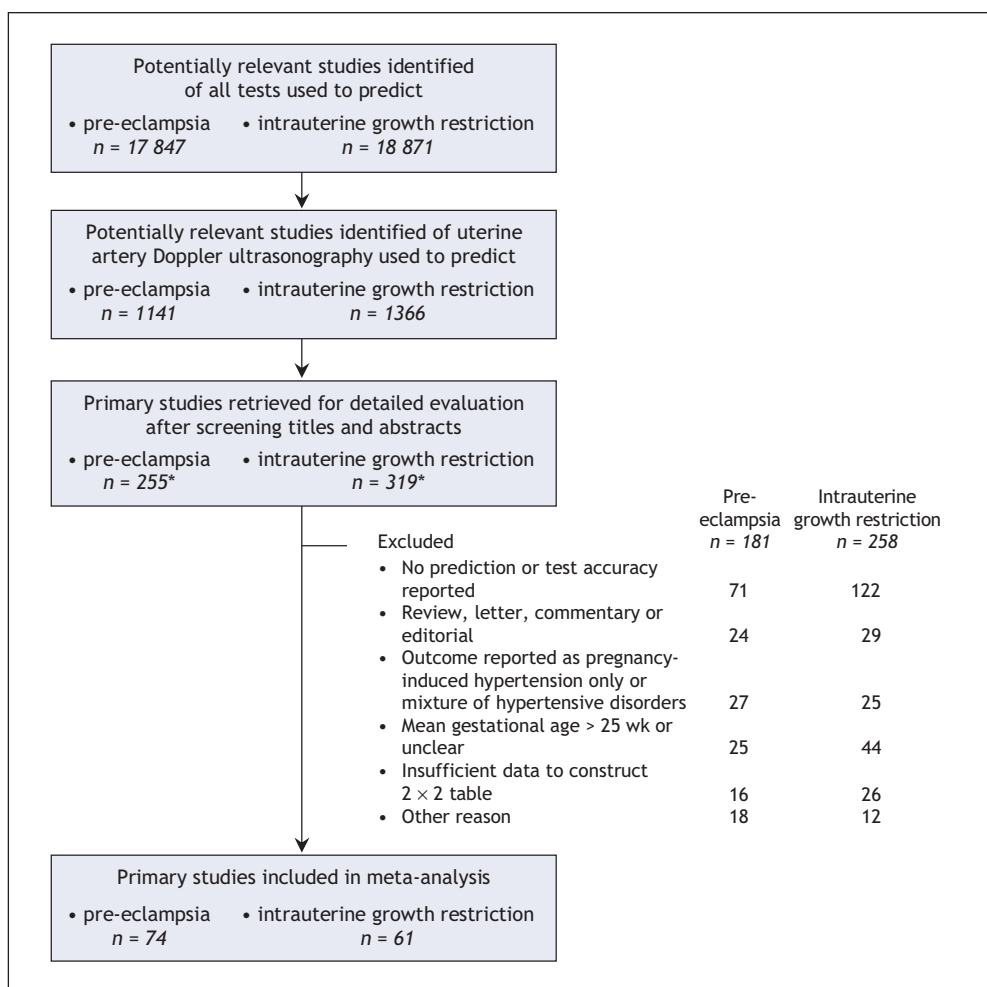 Potentially relevant studies identified
of all tests used to predict
• pre-eclampsia • intrauterine growth restriction
n = 17 847 n = 18 871
Potentially relevant studies identified of uterine
artery Doppler ultrasonography used to predict
• pre-eclampsia • intrauterine growth restriction
n = 1141 n = 1366
Primary studies retrieved for detailed evaluation
after screening titles and abstracts
• pre-eclampsia • intrauterine growth restriction
n = 255* n = 319*
Pre- Intrauterine
eclampsia growth restriction
Excluded n = 181 n = 258
• No prediction or test accuracy
reported 71 122
• Review, letter, commentary or
editorial 24 29
• Outcome reported as pregnancy-
induced hypertension only or
mixture of hypertensive disorders 27 25
• Mean gestational age > 25 wk or
unclear 25 44
• Insufficient data to construct
2 × 2 table 16 26
• Other reason 18 12
Primary studies included in meta-analysis
• pre-eclampsia • intrauterine growth restriction
n = 74 n = 61